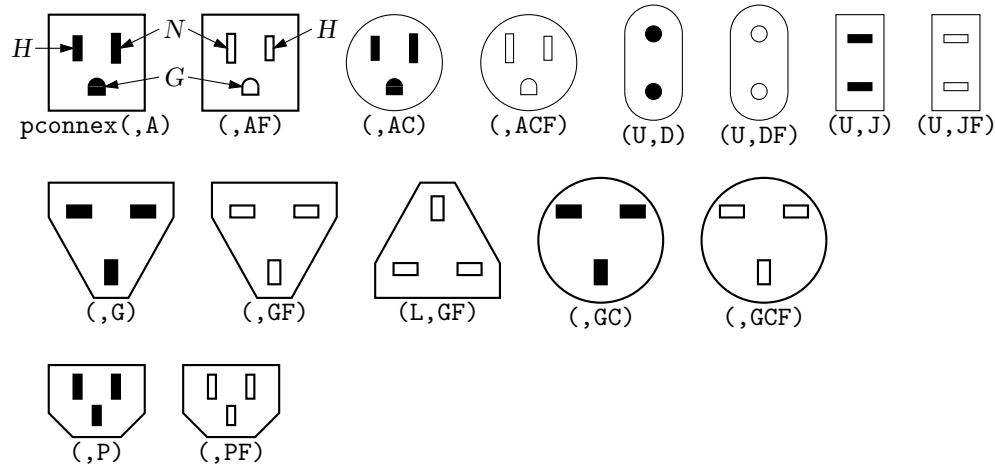 H N H
G
pconnex(,A) (,AF) (,AC) (,ACF) (U,D) (U,DF) (U,J) (U,JF)
(,G) (,GF) (L,GF) (,GC) (,GCF)
(,P) (,PF)